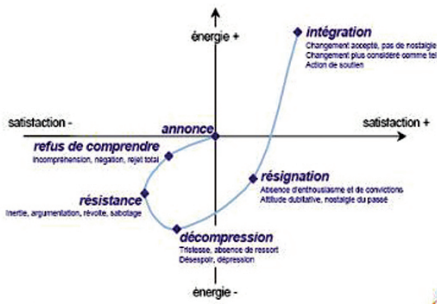 énergie +
intégration
Changement accepté, pas de nostalgie
Changement plus considéré comme tel
Action de soutien
satisfaction -
annonce
satisfaction +
refus de comprendre
Incompréhension, négation, rejet total
résignation
Absence d'enthousiasme et de convictions
Attitude dubitative, nostalgie du passé
résistance
Inertie, argumentation, révolte, sabotage
décompression
Tristesse, absence de ressort
Désespoir, dépression
énergie -